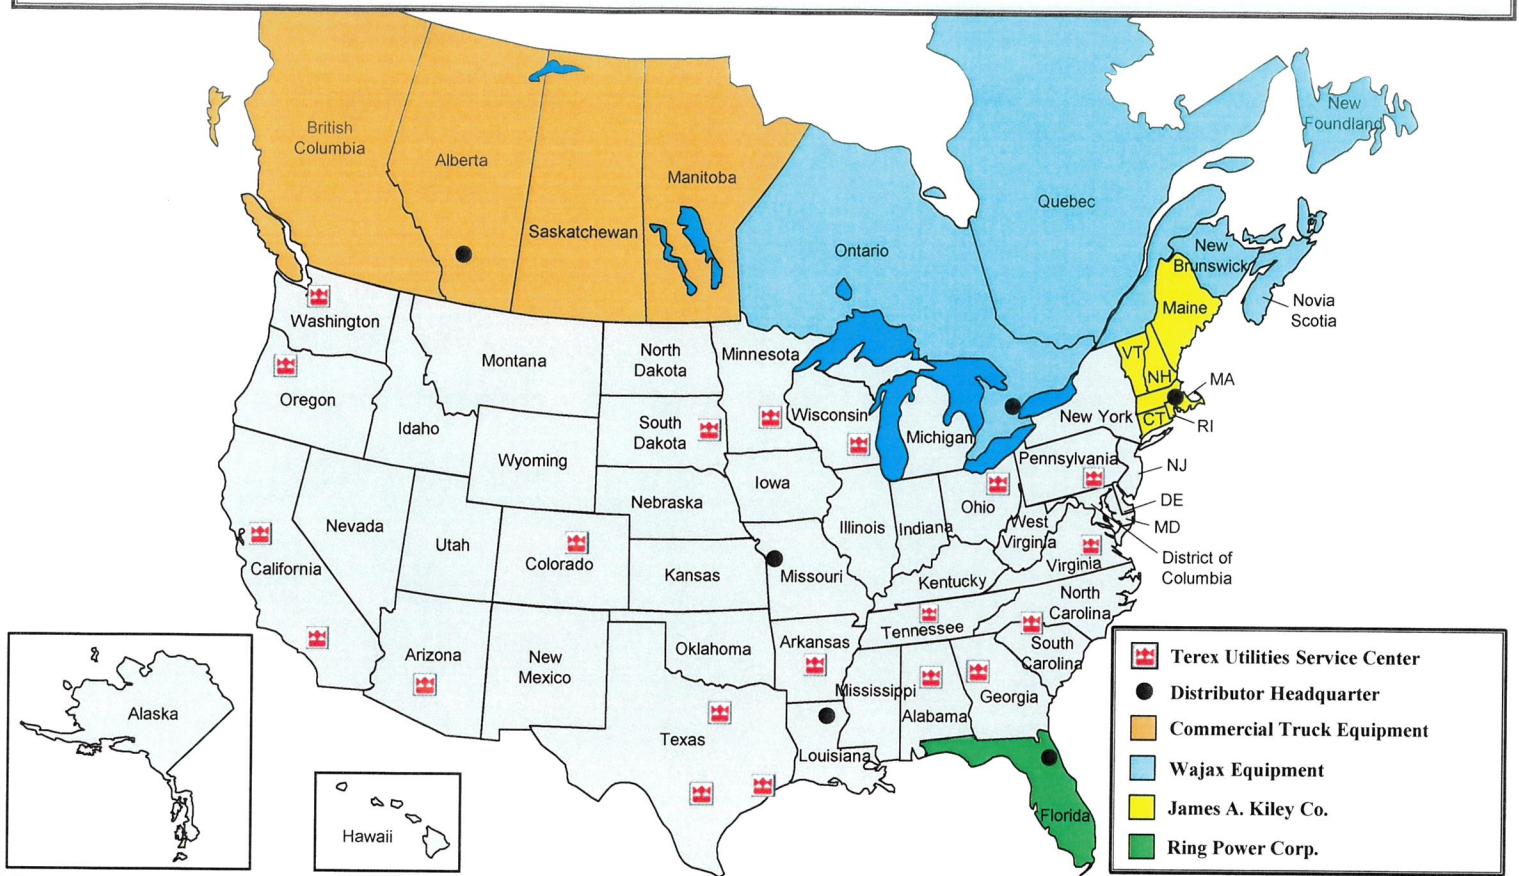 British
Columbia
Alberta
Saskatchewan
Manitoba
Ontario
Quebec
New
Foundland
New
Brunswick
Novia
Scotia
Maine
VT
NH
MA
CT
RI
Washington
Oregon
Idaho
Montana
North
Dakota
South
Dakota
Minnesota
Wisconsin
Michigan
New York
Wyoming
Nebraska
Iowa
Illinois
Indiana
Ohio
Pennsylvania
NJ
DE
MD
District of
Columbia
West
Virginia
Virginia
California
Nevada
Utah
Colorado
Kansas
Missouri
Kentucky
North
Carolina
Tennessee
South
Carolina
Arizona
New
Mexico
Oklahoma
Arkansas
Mississippi
Alabama
Georgia
Texas
Louisiana
Florida
Alaska
Hawaii
Terex Utilities Service Center
Distributor Headquarter
Commercial Truck Equipment
Wajax Equipment
James A. Kiley Co.
Ring Power Corp.